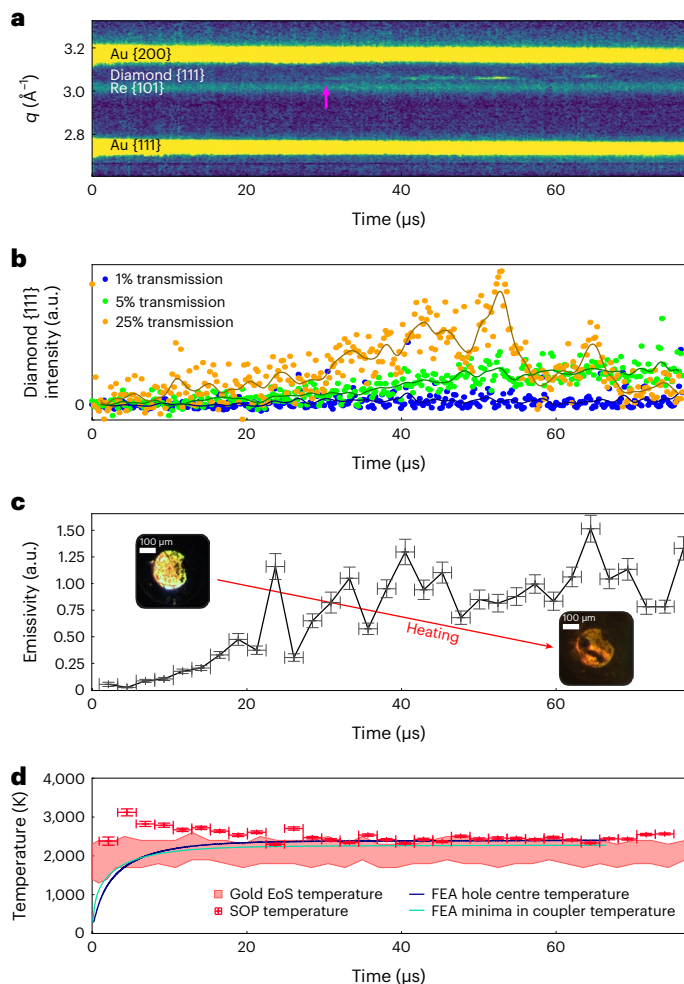 a
3.2
Au {200}
Diamond {111}
Re {101}
3.0
q (Å⁻¹)
2.8
Au {111}
0
20
40
60
Time (µs)
b
1% transmission
5% transmission
25% transmission
Diamond {111}
intensity (a.u.)
0
0
20
40
60
Time (µs)
c
1.50
1.25
1.00
0.75
0.50
0.25
0
Emissivity (a.u.)
100 µm
Heating
100 µm
0
20
40
60
Time (µs)
d
4,000
3,000
2,000
1,000
0
Temperature (K)
Gold EoS temperature
FEA hole centre temperature
SOP temperature
FEA minima in coupler temperature
0
20
40
60
Time (µs)